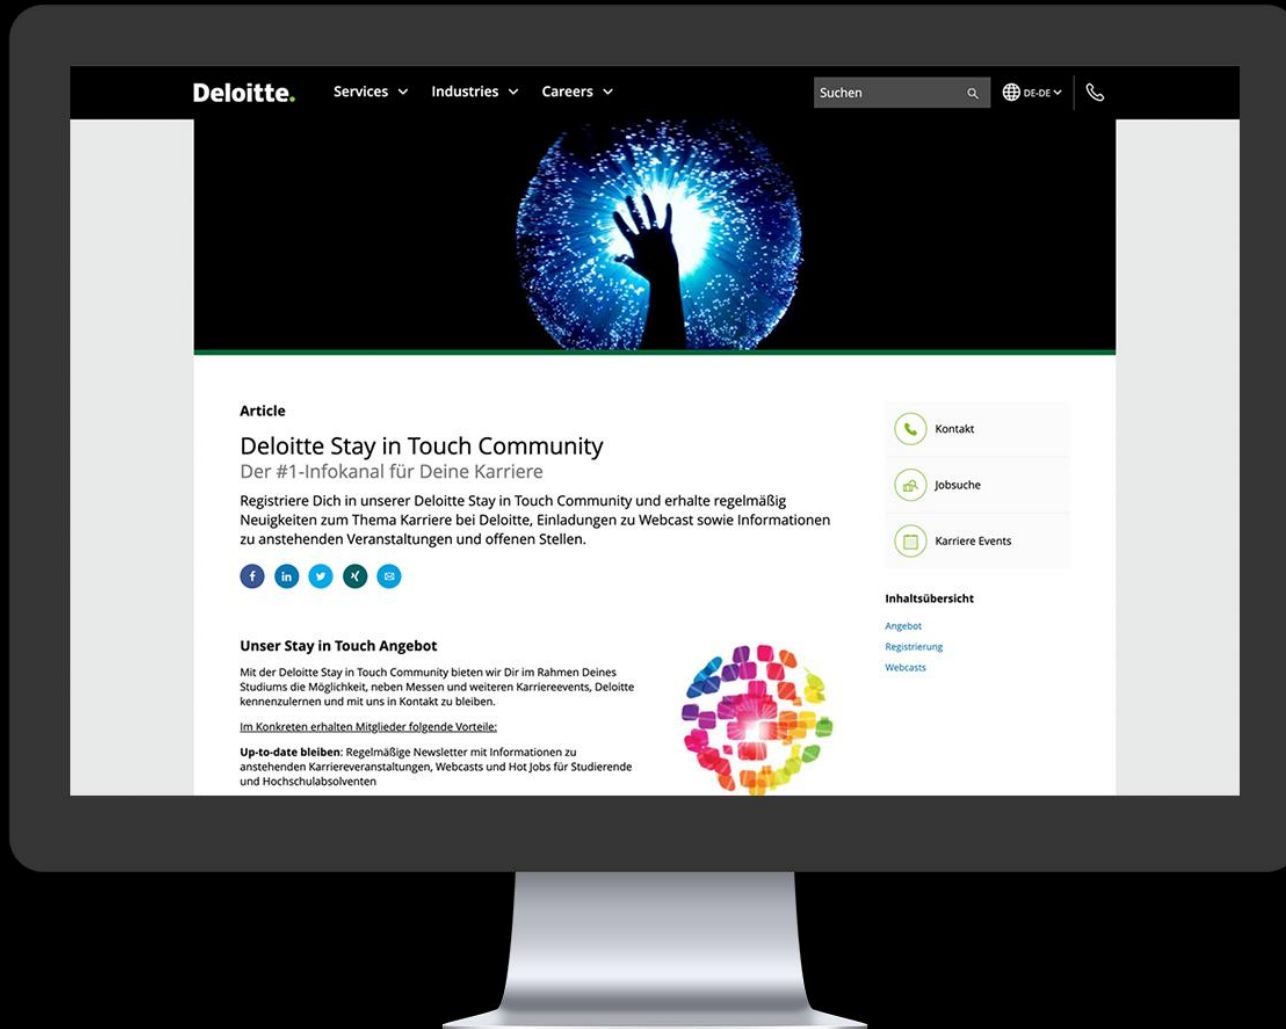 Deloitte.
Services
Industries
Careers
Suchen
DE-DE
Article
Deloitte Stay in Touch Community
Der #1-Infokanal für Deine Karriere
Registriere Dich in unserer Deloitte Stay in Touch Community und erhalte regelmäßig
Neuigkeiten zum Thema Karriere bei Deloitte, Einladungen zu Webcast sowie Informationen
zu anstehenden Veranstaltungen und offenen Stellen.
Unser Stay in Touch Angebot
Mit der Deloitte Stay in Touch Community bieten wir Dir im Rahmen Deines
Studiums die Möglichkeit, neben Messen und weiteren Karriereevents, Deloitte
kennenzulernen und mit uns in Kontakt zu bleiben.
Im Konkreten erhalten Mitglieder folgende Vorteile:
Up-to-date bleiben: Regelmäßige Newsletter mit Informationen zu
anstehenden Karriereveranstaltungen, Webcasts und Hot Jobs für Studierende
und Hochschulabsolventen
Kontakt
Jobsuche
Karriere Events
Inhaltsübersicht
Angebot
Registrierung
Webcasts